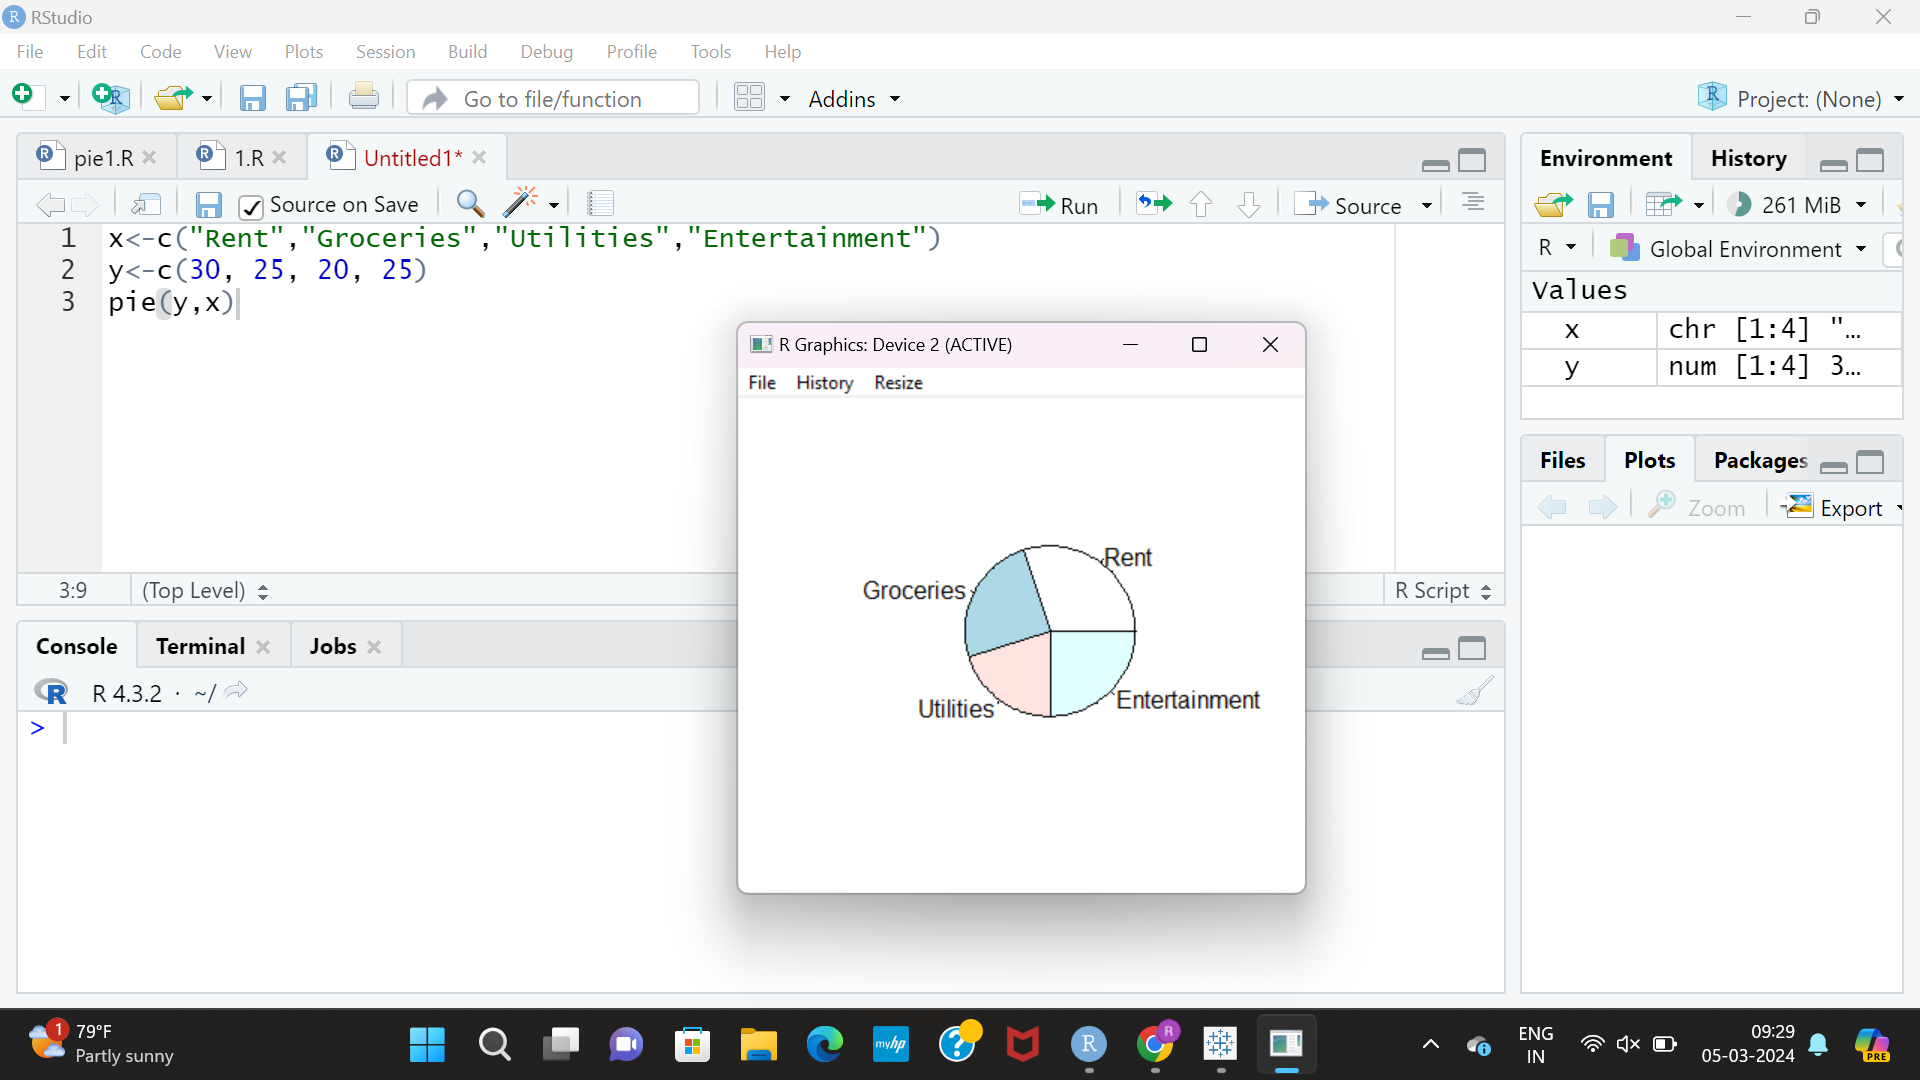 RStudio
File Edit Code View Plots Session Build Debug Profile Tools Help
Go to file/function Addins Project: (None)
pie1.R 1.R Untitled1*
Source on Save Run Source
1 x<-c("Rent","Groceries","Utilities","Entertainment")
2 y<-c(30, 25, 20, 25)
3 pie(y,x)
3:9 (Top Level) R Script
Console Terminal Jobs
R 4.3.2 · ~/
>
R Graphics: Device 2 (ACTIVE)
File History Resize
Rent
Groceries
Utilities
Entertainment
Environment History
261 MiB
R Global Environment
Values
x chr [1:4] "…
y num [1:4] 3…
Files Plots Packages
Zoom Export
1 79°F
Partly sunny
myhp
R
ENG
IN
09:29
05-03-2024
PRE